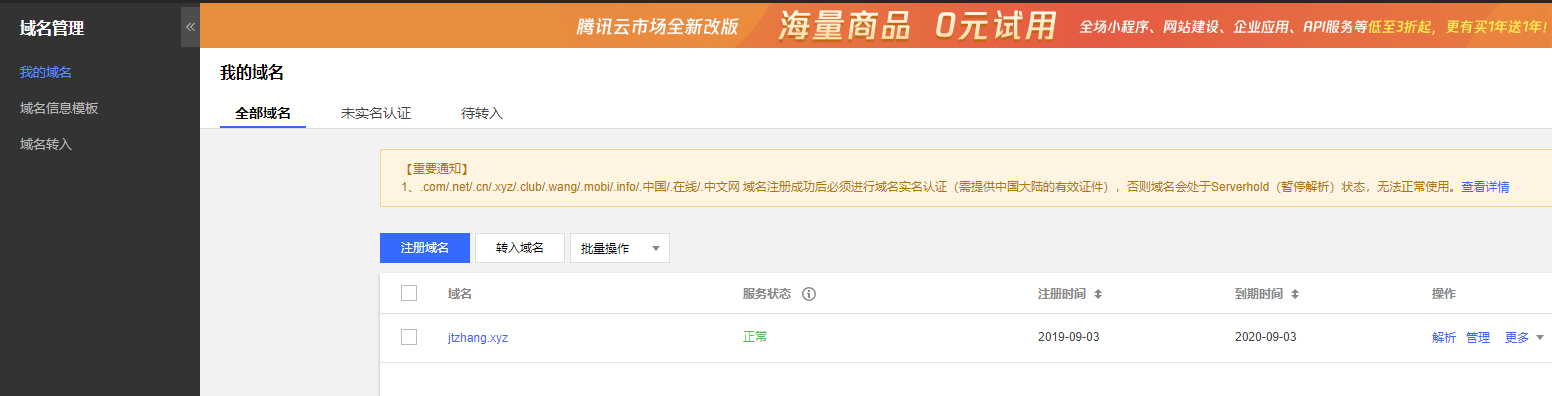 域名管理
«
我的域名
域名信息模板
域名转入
腾讯云市场全新改版 海量商品 0元试用 全场小程序、网站建设、企业应用、API服务等低至3折起，更有买1年送1年!
我的域名
全部域名 未实名认证 待转入
【重要通知】
1、.com/.net/.cn/.xyz/.club/.wang/.mobi/.info/.中国/.在线/.中文网 域名注册成功后必须进行域名实名认证（需提供中国大陆的有效证件），否则域名会处于Serverhold（暂停解析）状态，无法正常使用。查看详情
注册域名 转入域名 批量操作
域名 服务状态 注册时间 到期时间 操作
jtzhang.xyz 正常 2019-09-03 2020-09-03 解析 管理 更多